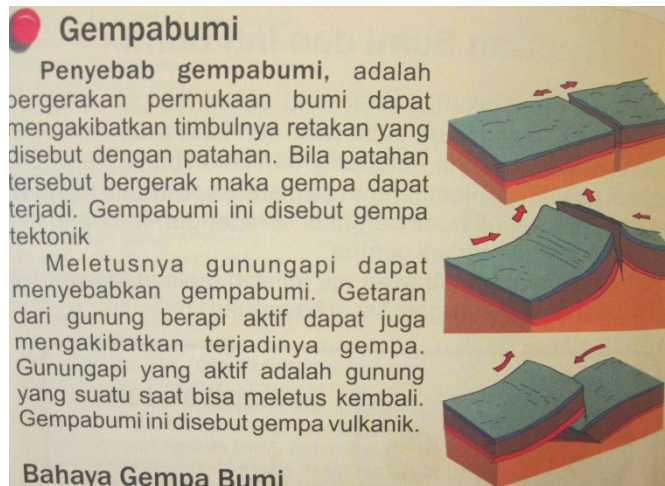 Gempabumi
Penyebab gempabumi, adalah
pergerakan permukaan bumi dapat
mengakibatkan timbulnya retakan yang
disebut dengan patahan. Bila patahan
tersebut bergerak maka gempa dapat
terjadi. Gempabumi ini disebut gempa
tektonik
Meletusnya gunungapi dapat
menyebabkan gempabumi. Getaran
dari gunung berapi aktif dapat juga
mengakibatkan terjadinya gempa.
Gunungapi yang aktif adalah gunung
yang suatu saat bisa meletus kembali.
Gempabumi ini disebut gempa vulkanik.
Bahaya Gempa Bumi